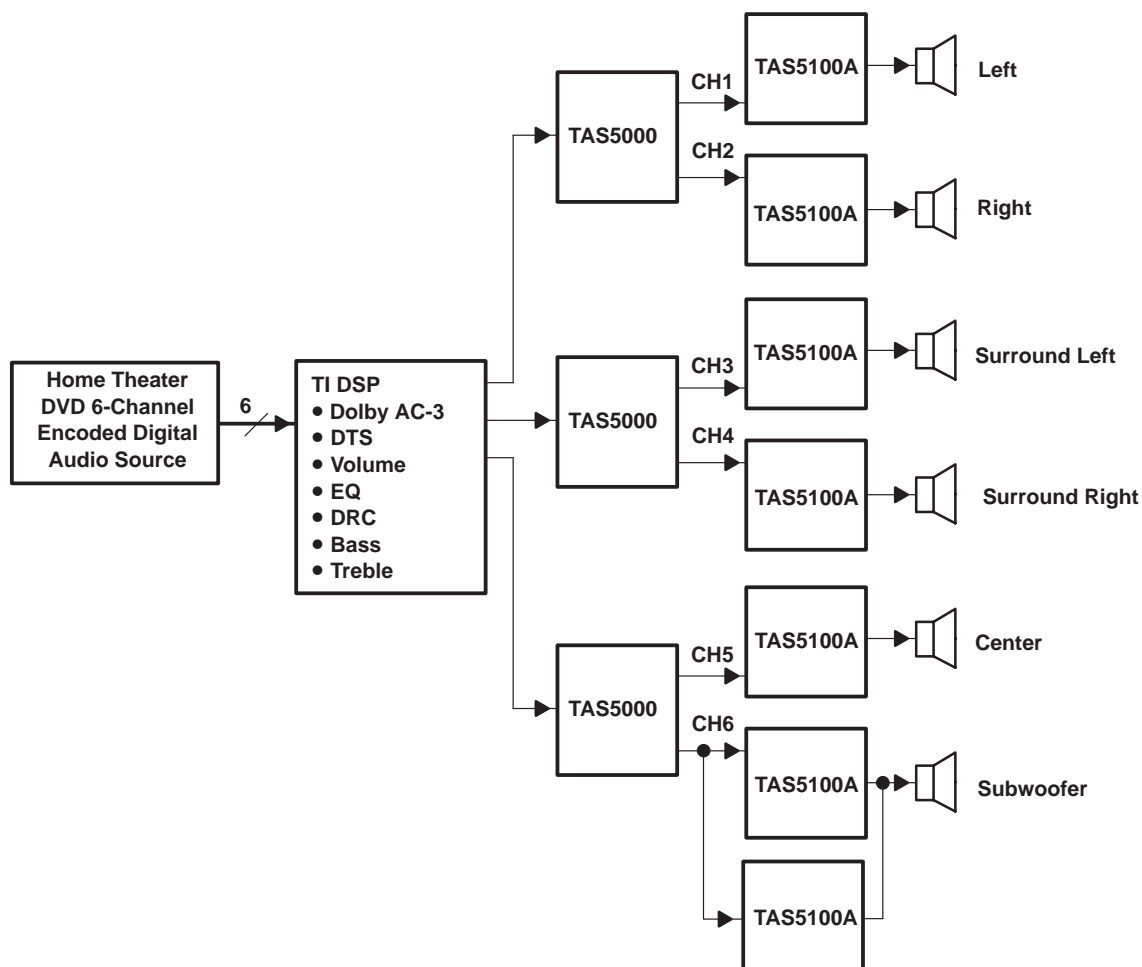 Home Theater
DVD 6-Channel
Encoded Digital
Audio Source
6
TI DSP
• Dolby AC-3
• DTS
• Volume
• EQ
• DRC
• Bass
• Treble
TAS5000
CH1
TAS5100A
Left
CH2
TAS5100A
Right
TAS5000
CH3
TAS5100A
Surround Left
CH4
TAS5100A
Surround Right
TAS5000
CH5
TAS5100A
Center
CH6
TAS5100A
Subwoofer
TAS5100A